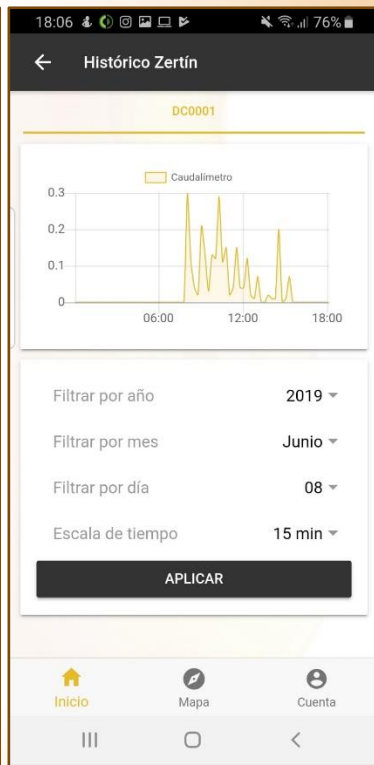 18:06 76%
Histórico Zertín
DC0001
Caudalímetro
0.3
0.2
0.1
0
06:00 12:00 18:00
Filtrar por año 2019
Filtrar por mes Junio
Filtrar por día 08
Escala de tiempo 15 min
APLICAR
Inicio Mapa Cuenta